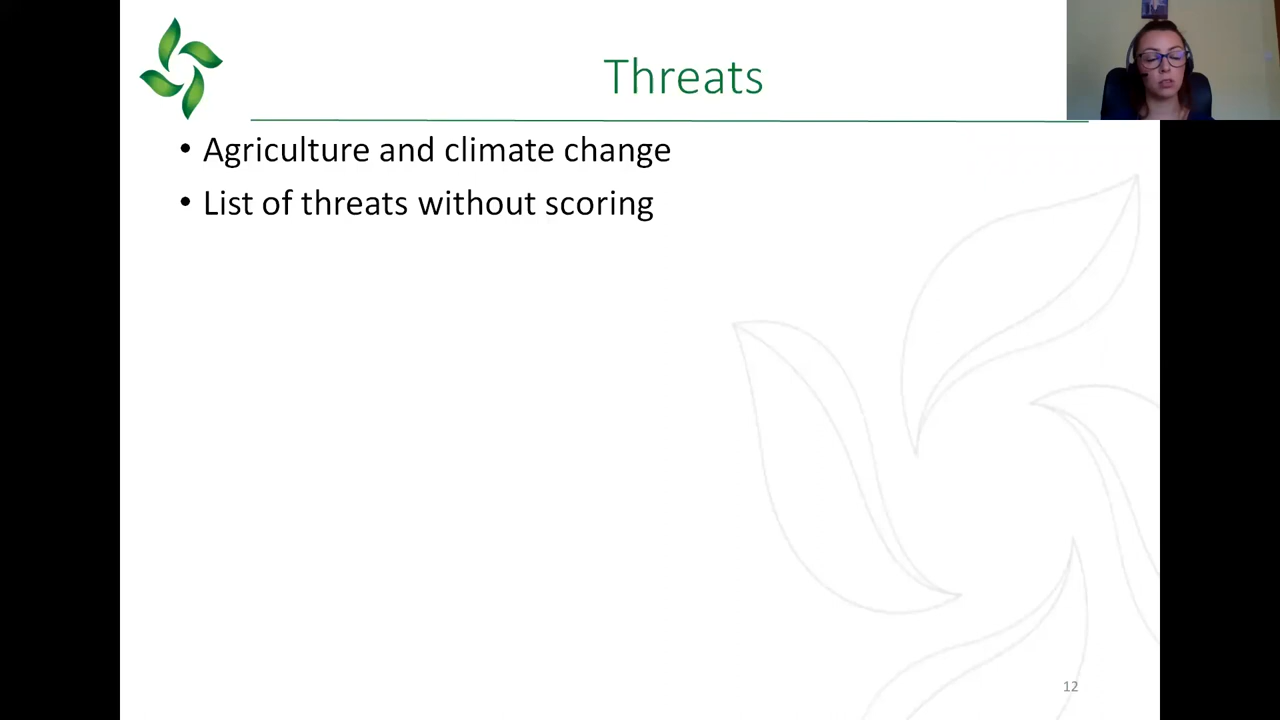 Threats
• Agriculture and climate change
• List of threats without scoring
12